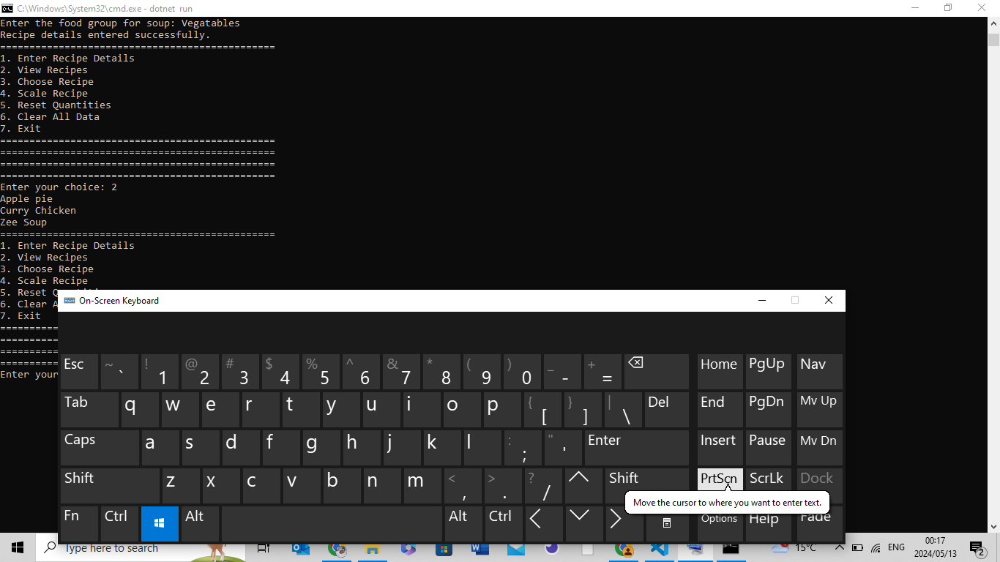 C:\Windows\System32\cmd.exe - dotnet run
Enter the food group for soup: Vegatables
Recipe details entered successfully.
===============================================
1. Enter Recipe Details
2. View Recipes
3. Choose Recipe
4. Scale Recipe
5. Reset Quantities
6. Clear All Data
7. Exit
===============================================
===============================================
===============================================
===============================================
Enter your choice: 2
Apple pie
Curry Chicken
Zee Soup
===============================================
1. Enter Recipe Details
2. View Recipes
3. Choose Recipe
4. Scale Recipe
5. Reset
6. Clear A
7. Exit
==========
==========
==========
==========
Enter your
On-Screen Keyboard
Esc ~ ` ! 1 @ 2 # 3 $ 4 % 5 ^ 6 & 7 * 8 ( 9 ) 0 _ - + = Home PgUp Nav
Tab q w e r t y u i o p { [ } ] | \ Del End PgDn Mv Up
Caps a s d f g h j k l : ; " ' Enter Insert Pause Mv Dn
Shift z x c v b n m < , > . ? / Shift PrtScn ScrLk Dock
Move the cursor to where you want to enter text.
Fn Ctrl Alt Alt Ctrl Options Help Fade
Type here to search
15°C ENG
00:17
2024/05/13
2